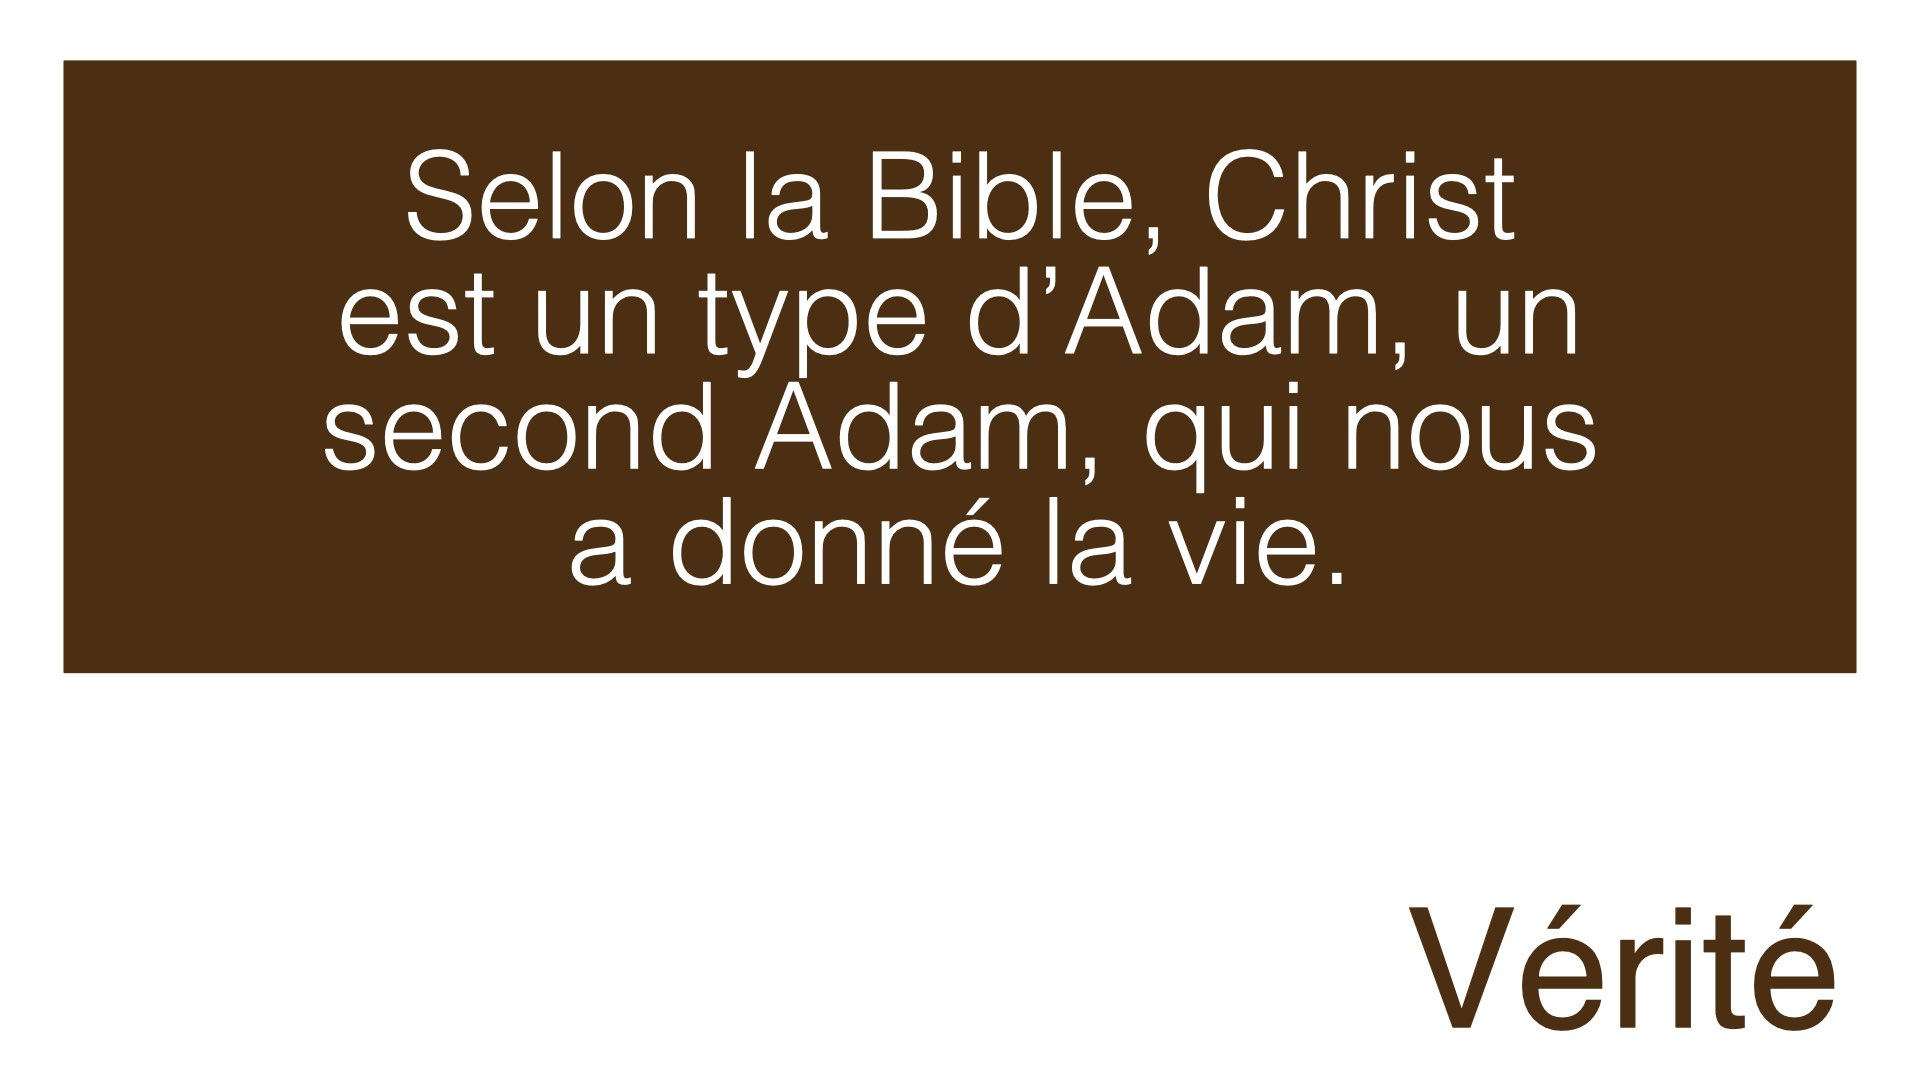 Selon la Bible, Christ
est un type d’Adam, un
second Adam, qui nous
a donné la vie.
Vérité